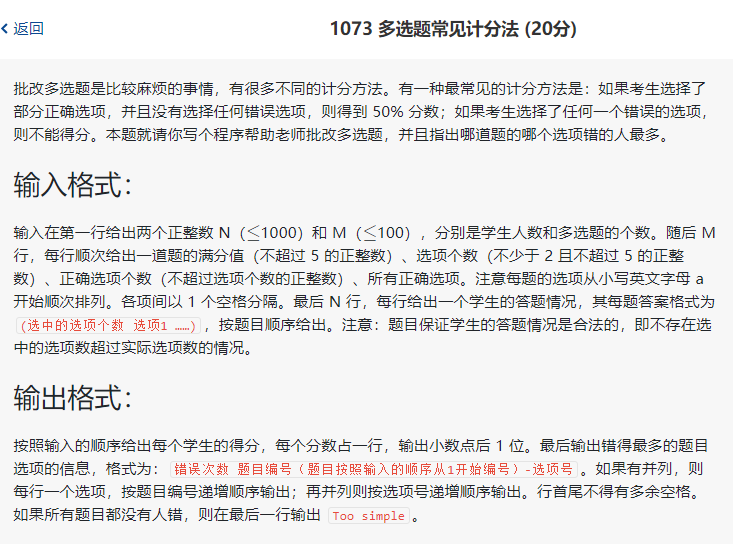 返回
1073 多选题常见计分法 (20分)
批改多选题是比较麻烦的事情，有很多不同的计分方法。有一种最常见的计分方法是：如果考生选择了
部分正确选项，并且没有选择任何错误选项，则得到 50% 分数；如果考生选择了任何一个错误的选项，
则不能得分。本题就请你写个程序帮助老师批改多选题，并且指出哪道题的哪个选项错的人最多。
输入格式：
输入在第一行给出两个正整数 N（≤1000）和 M（≤100），分别是学生人数和多选题的个数。随后 M
行，每行顺次给出一道题的满分值（不超过 5 的正整数）、选项个数（不少于 2 且不超过 5 的正整
数）、正确选项个数（不超过选项个数的正整数）、所有正确选项。注意每题的选项从小写英文字母 a
开始顺次排列。各项间以 1 个空格分隔。最后 N 行，每行给出一个学生的答题情况，其每题答案格式为
(选中的选项个数 选项1 ……)，按题目顺序给出。注意：题目保证学生的答题情况是合法的，即不存在选
中的选项数超过实际选项数的情况。
输出格式：
按照输入的顺序给出每个学生的得分，每个分数占一行，输出小数点后 1 位。最后输出错得最多的题目
选项的信息，格式为：错误次数 题目编号（题目按照输入的顺序从1开始编号）-选项号。如果有并列，则
每行一个选项，按题目编号递增顺序输出；再并列则按选项号递增顺序输出。行首尾不得有多余空格。
如果所有题目都没有人错，则在最后一行输出 Too simple。